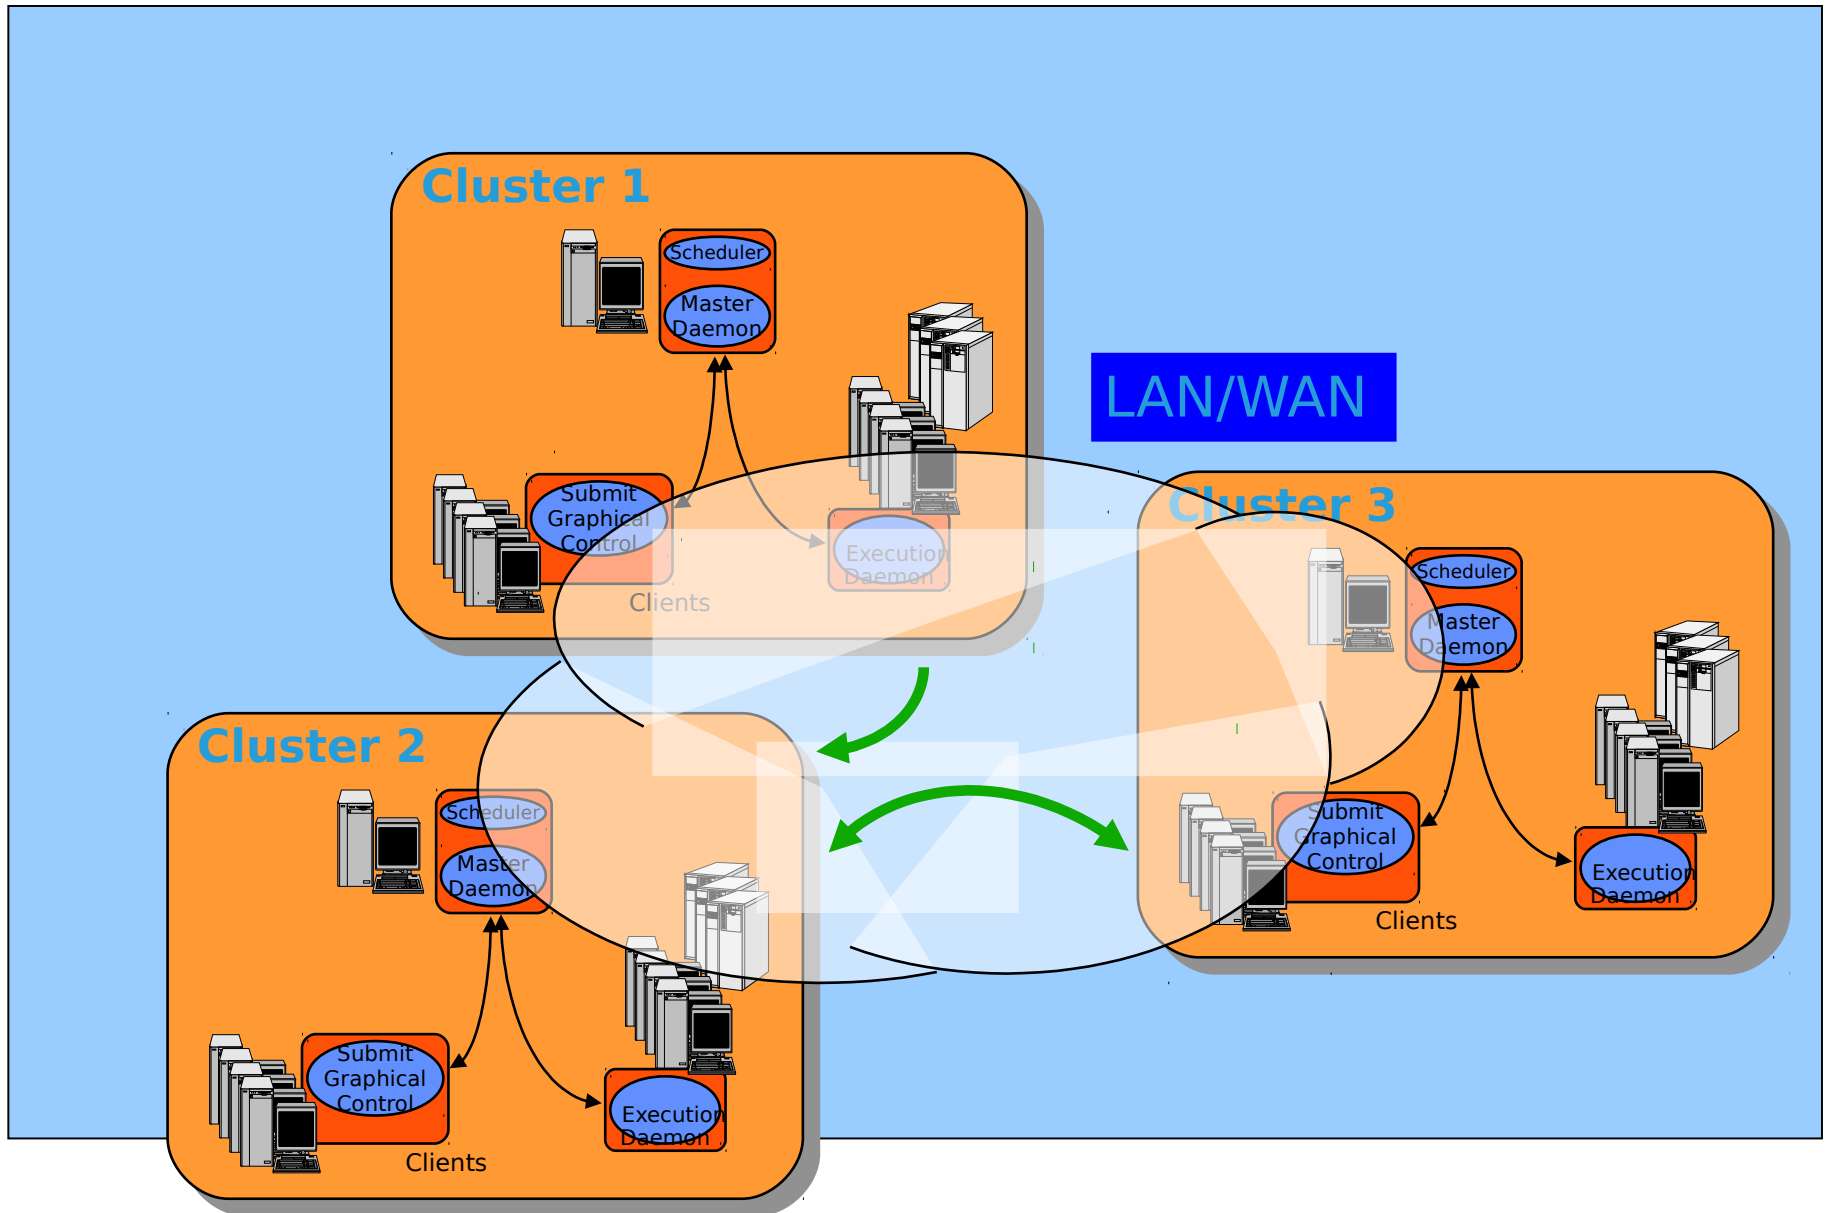 Cluster 1
Scheduler
Master
Daemon
Submit
Graphical
Control
Execution
Daemon
Clients
LAN/WAN
Cluster 3
Scheduler
Master
Daemon
Submit
Graphical
Control
Execution
Daemon
Clients
Cluster 2
Scheduler
Master
Daemon
Submit
Graphical
Control
Execution
Daemon
Clients